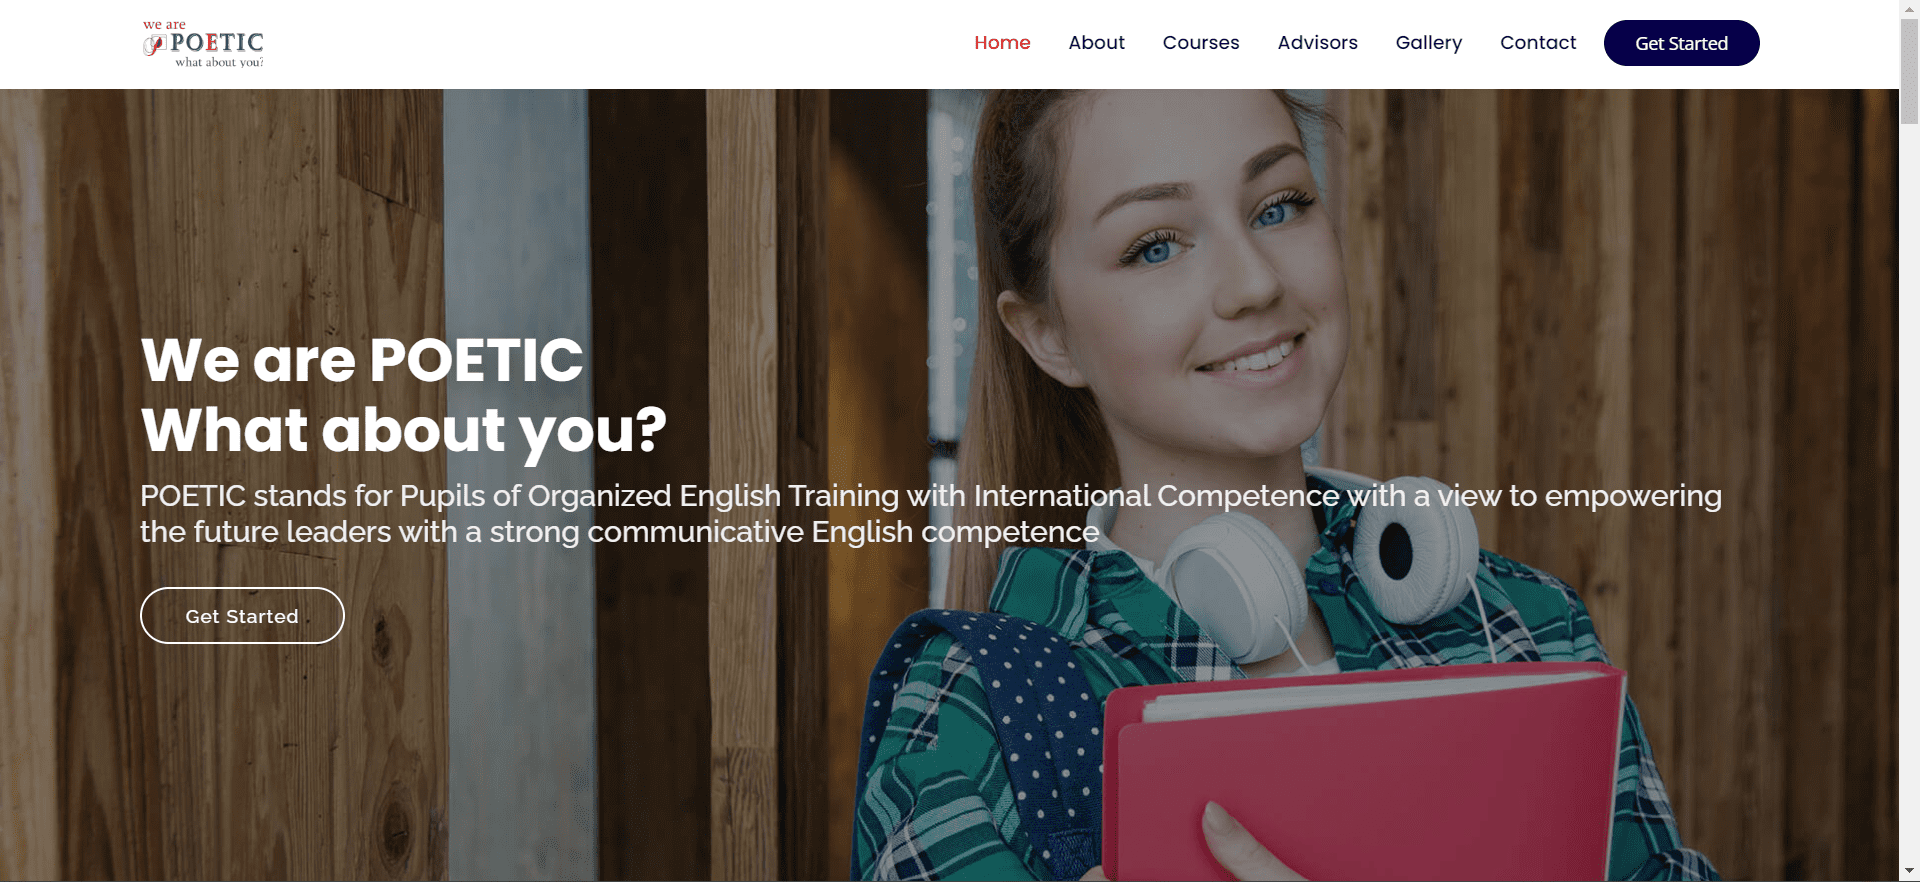 we are
POETIC
what about you?
Home About Courses Advisors Gallery Contact Get Started
We are POETIC
What about you?
POETIC stands for Pupils of Organized English Training with International Competence with a view to empowering
the future leaders with a strong communicative English competence
Get Started